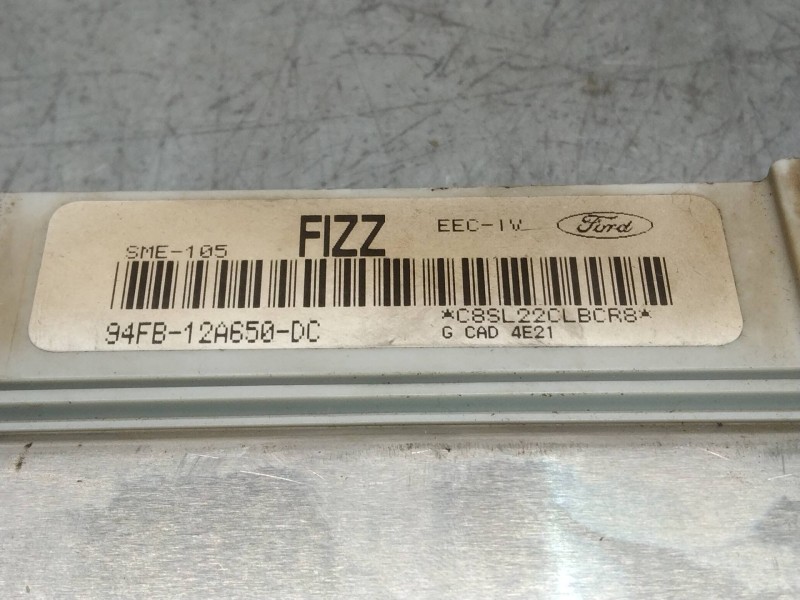 FIZZ
EEC-IV
Ford
SME-105
94FB-12A650-DC
*C8SL22CLBCR8*
G CAD 4E21